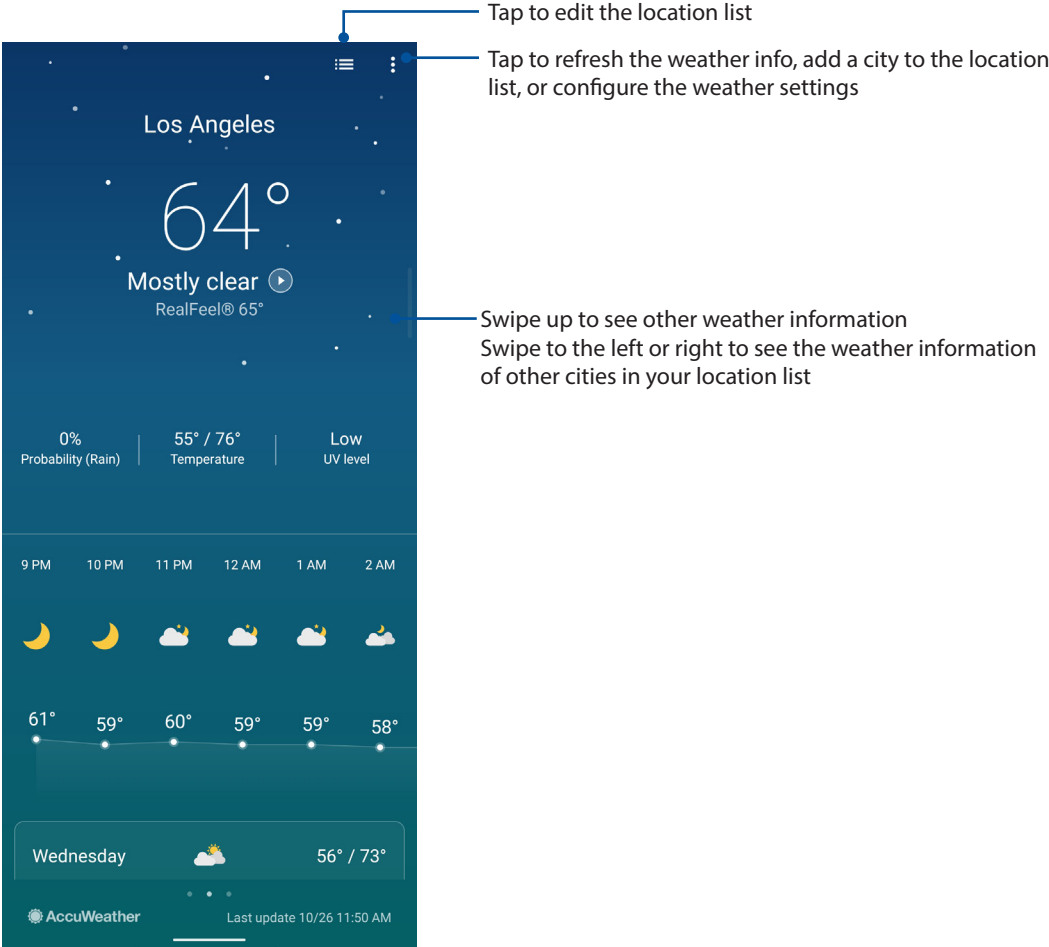 Tap to edit the location list
Tap to refresh the weather info, add a city to the location
list, or configure the weather settings
Los Angeles
64°
Mostly clear
RealFeel® 65°
Swipe up to see other weather information
Swipe to the left or right to see the weather information
of other cities in your location list
0% 55° / 76° Low
Probability (Rain) Temperature UV level
9 PM 10 PM 11 PM 12 AM 1 AM 2 AM
61° 59° 60° 59° 59° 58°
Wednesday 56° / 73°
AccuWeather Last update 10/26 11:50 AM